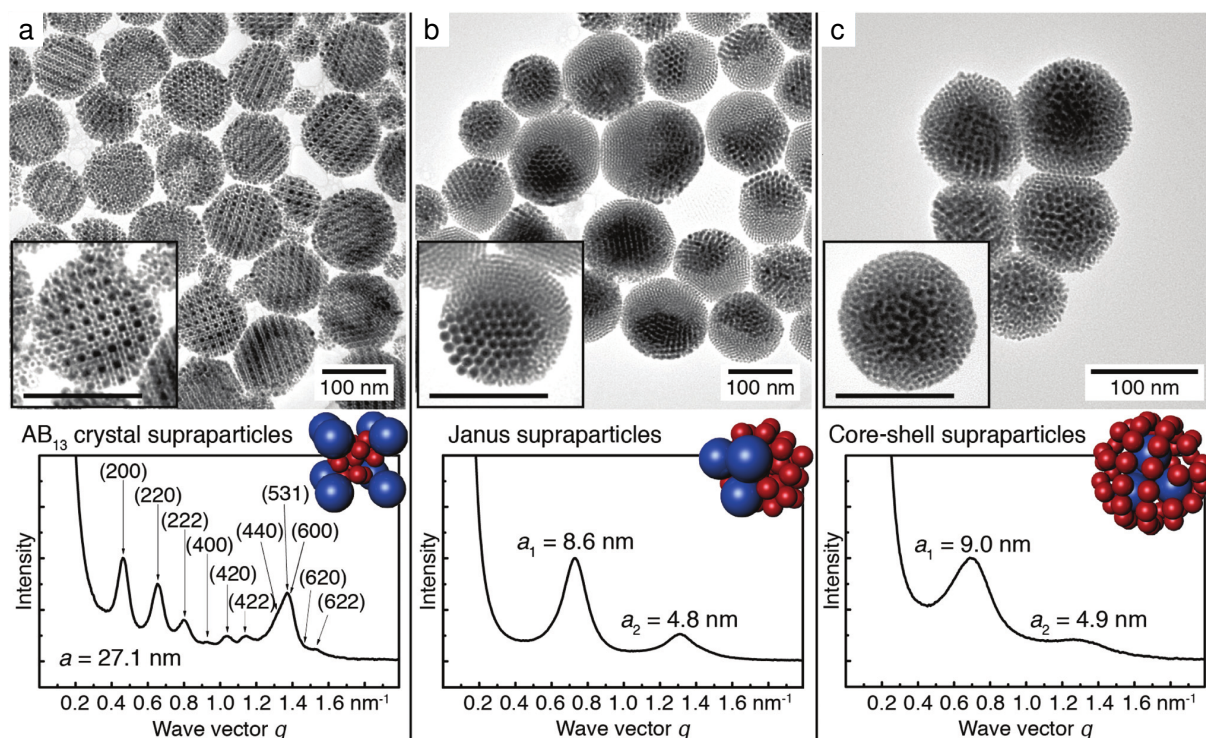 a
100 nm
AB₁₃ crystal supraparticles
(200)
(220)
(222)
(400)
(420)
(422)
(440)
(531)
(600)
(620)
(622)
a = 27.1 nm
Intensity
0.2 0.4 0.6 0.8 1.0 1.2 1.4 1.6 nm⁻¹
Wave vector q
b
100 nm
Janus supraparticles
a₁ = 8.6 nm
a₂ = 4.8 nm
Intensity
0.2 0.4 0.6 0.8 1.0 1.2 1.4 1.6 nm⁻¹
Wave vector q
c
100 nm
Core-shell supraparticles
a₁ = 9.0 nm
a₂ = 4.9 nm
Intensity
0.2 0.4 0.6 0.8 1.0 1.2 1.4 1.6 nm⁻¹
Wave vector q